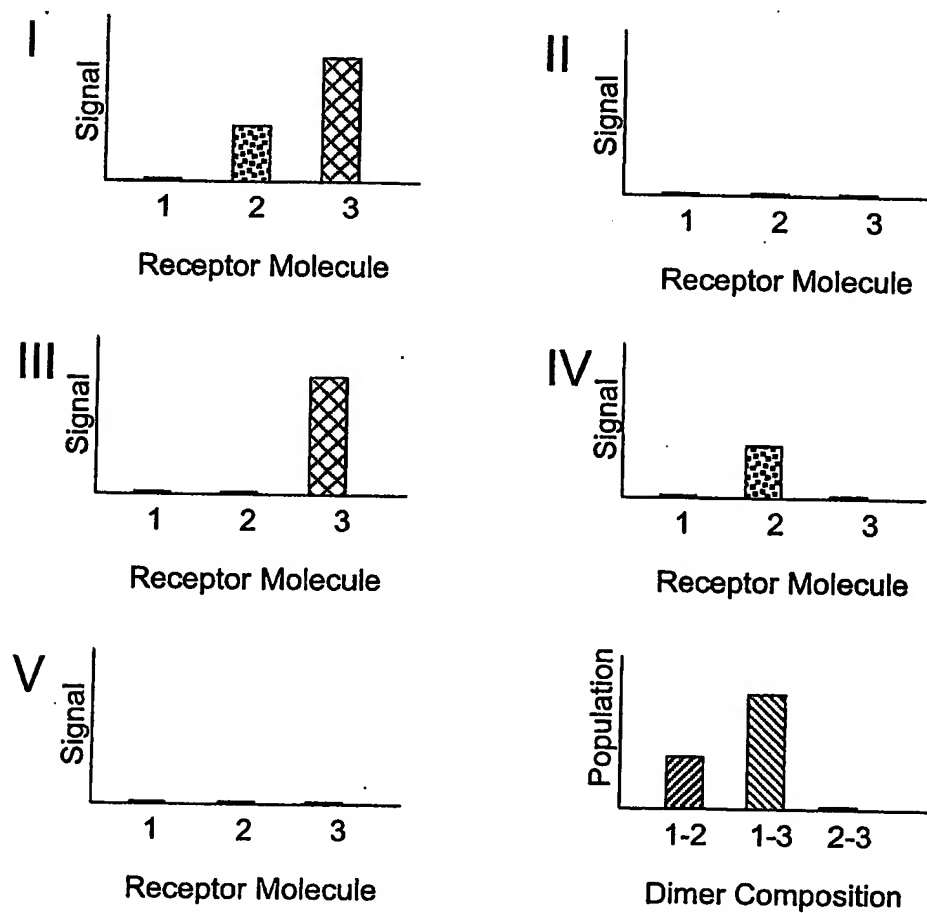 I
Signal
1 2 3
Receptor Molecule
II
Signal
1 2 3
Receptor Molecule
III
Signal
1 2 3
Receptor Molecule
IV
Signal
1 2 3
Receptor Molecule
V
Signal
1 2 3
Receptor Molecule
Population
1-2 1-3 2-3
Dimer Composition